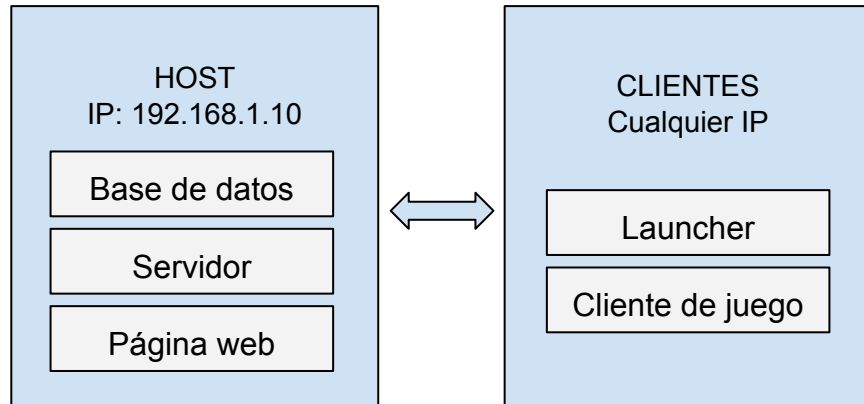 HOST
IP: 192.168.1.10
Base de datos
Servidor
Página web
CLIENTES
Cualquier IP
Launcher
Cliente de juego